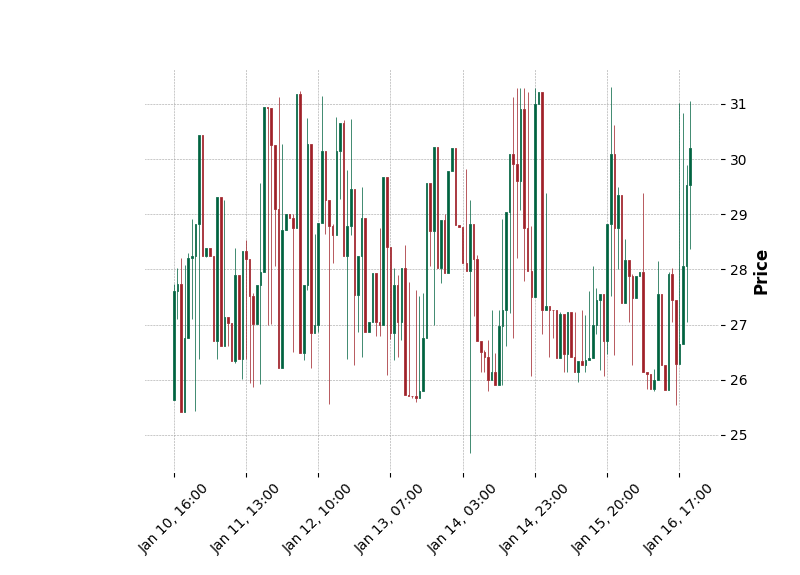 31
30
29
28
27
26
25
Price
Jan 10, 16:00
Jan 11, 13:00
Jan 12, 10:00
Jan 13, 07:00
Jan 14, 03:00
Jan 14, 23:00
Jan 15, 20:00
Jan 16, 17:00